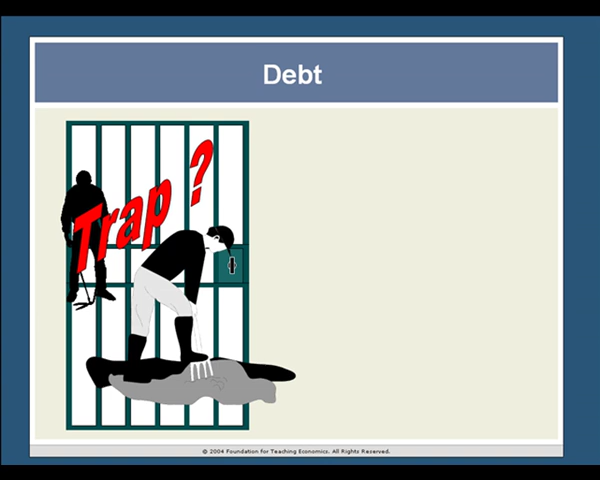 Debt
Trap ?
© 2004 Foundation for Teaching Economics. All Rights Reserved.